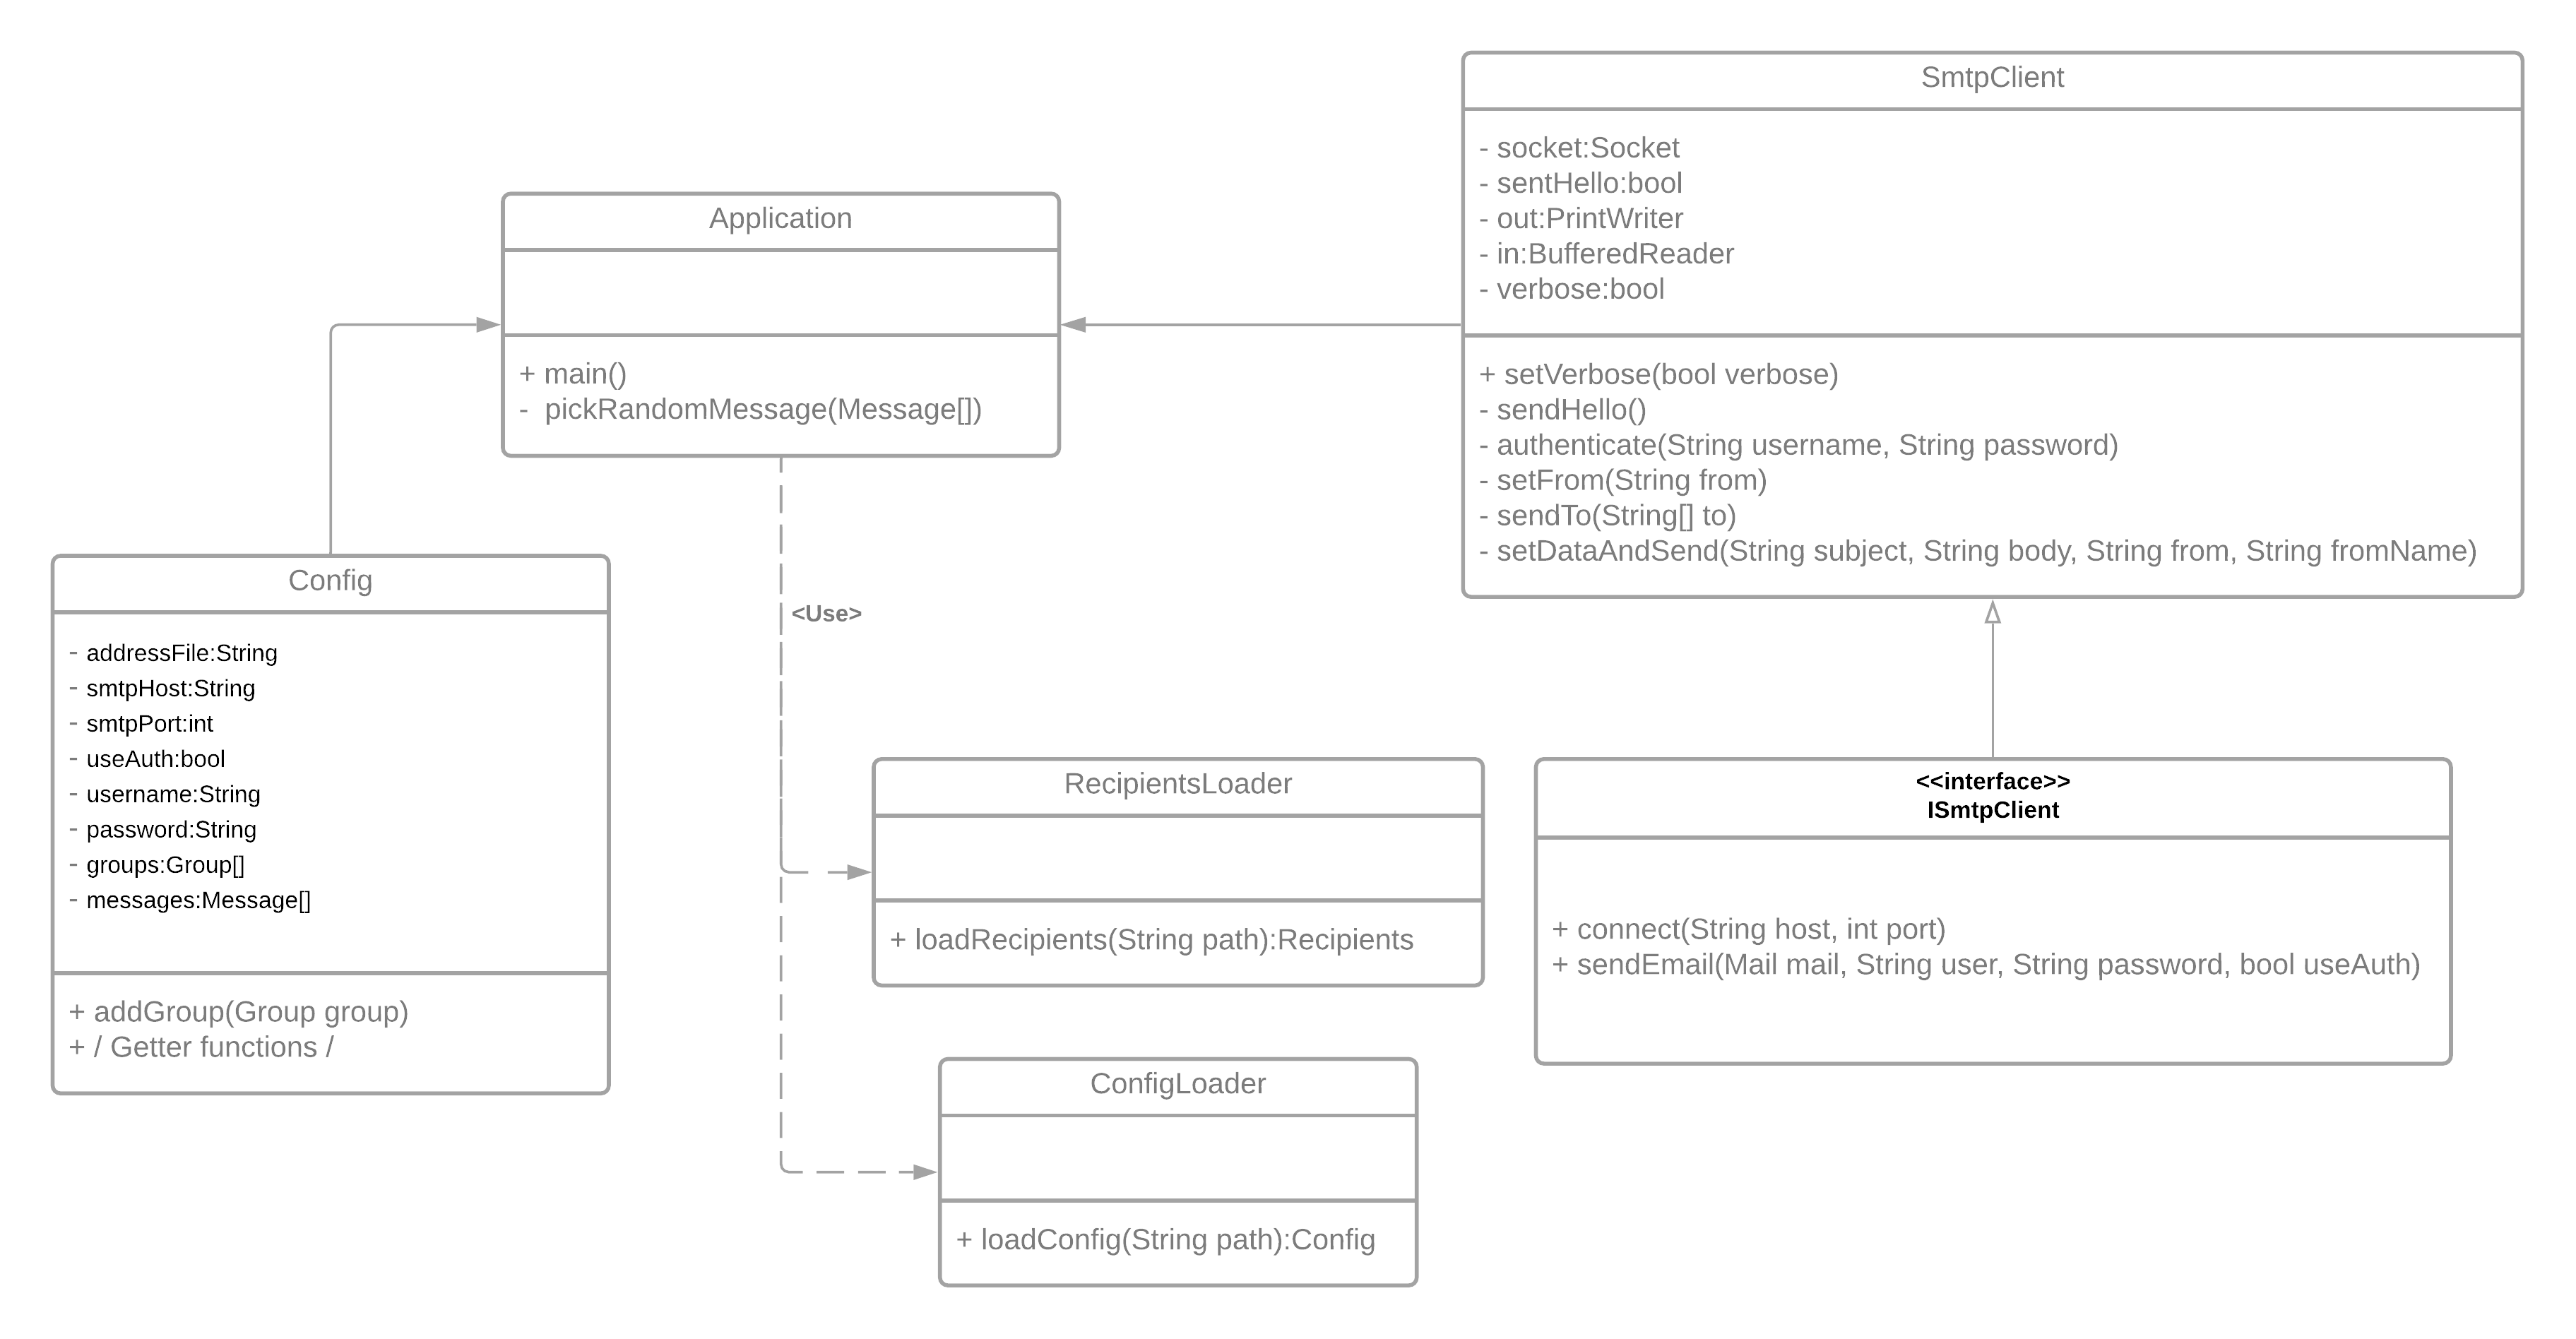 SmtpClient
- socket:Socket
- sentHello:bool
- out:PrintWriter
- in:BufferedReader
- verbose:bool
+ setVerbose(bool verbose)
- sendHello()
- authenticate(String username, String password)
- setFrom(String from)
- sendTo(String[] to)
- setDataAndSend(String subject, String body, String from, String fromName)
Application
+ main()
- pickRandomMessage(Message[])
Config
- addressFile:String
- smtpHost:String
- smtpPort:int
- useAuth:bool
- username:String
- password:String
- groups:Group[]
- messages:Message[]
+ addGroup(Group group)
+ / Getter functions /
<Use>
RecipientsLoader
+ loadRecipients(String path):Recipients
<<interface>>
ISmtpClient
+ connect(String host, int port)
+ sendEmail(Mail mail, String user, String password, bool useAuth)
ConfigLoader
+ loadConfig(String path):Config